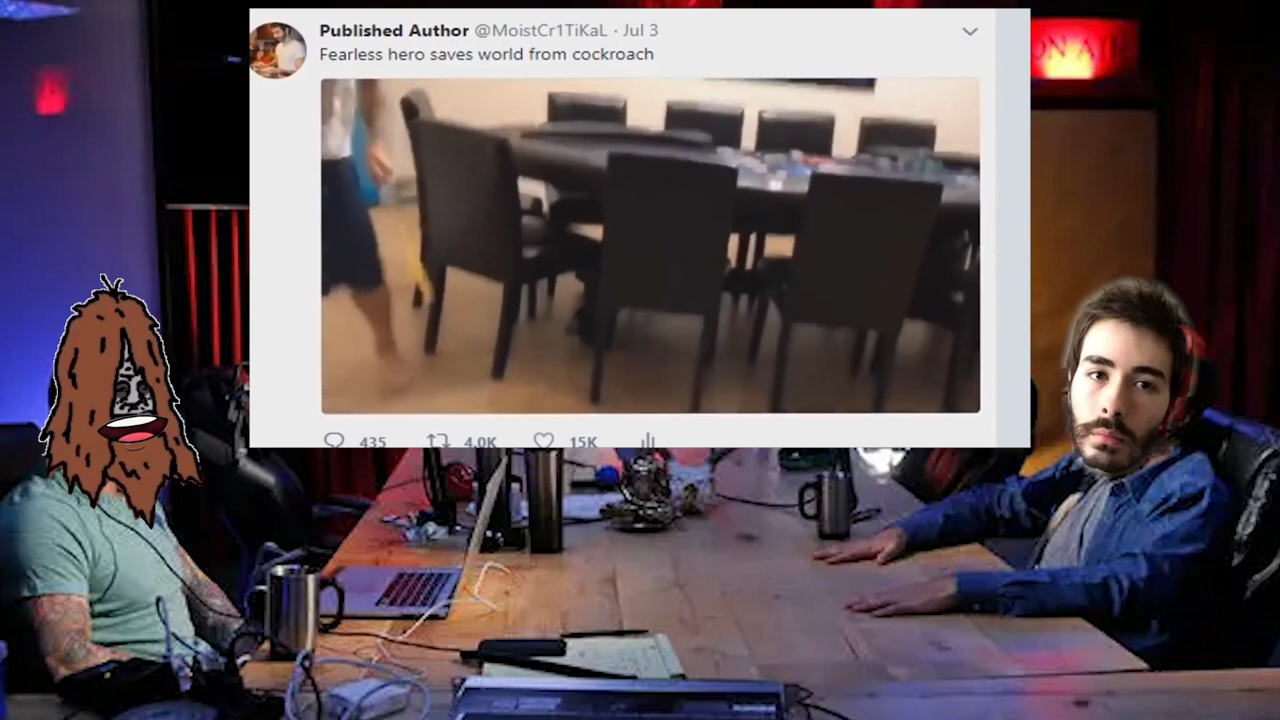 Published Author @MoistCr1TiKaL · Jul 3
Fearless hero saves world from cockroach
ON AIR
435 4.0K 15K